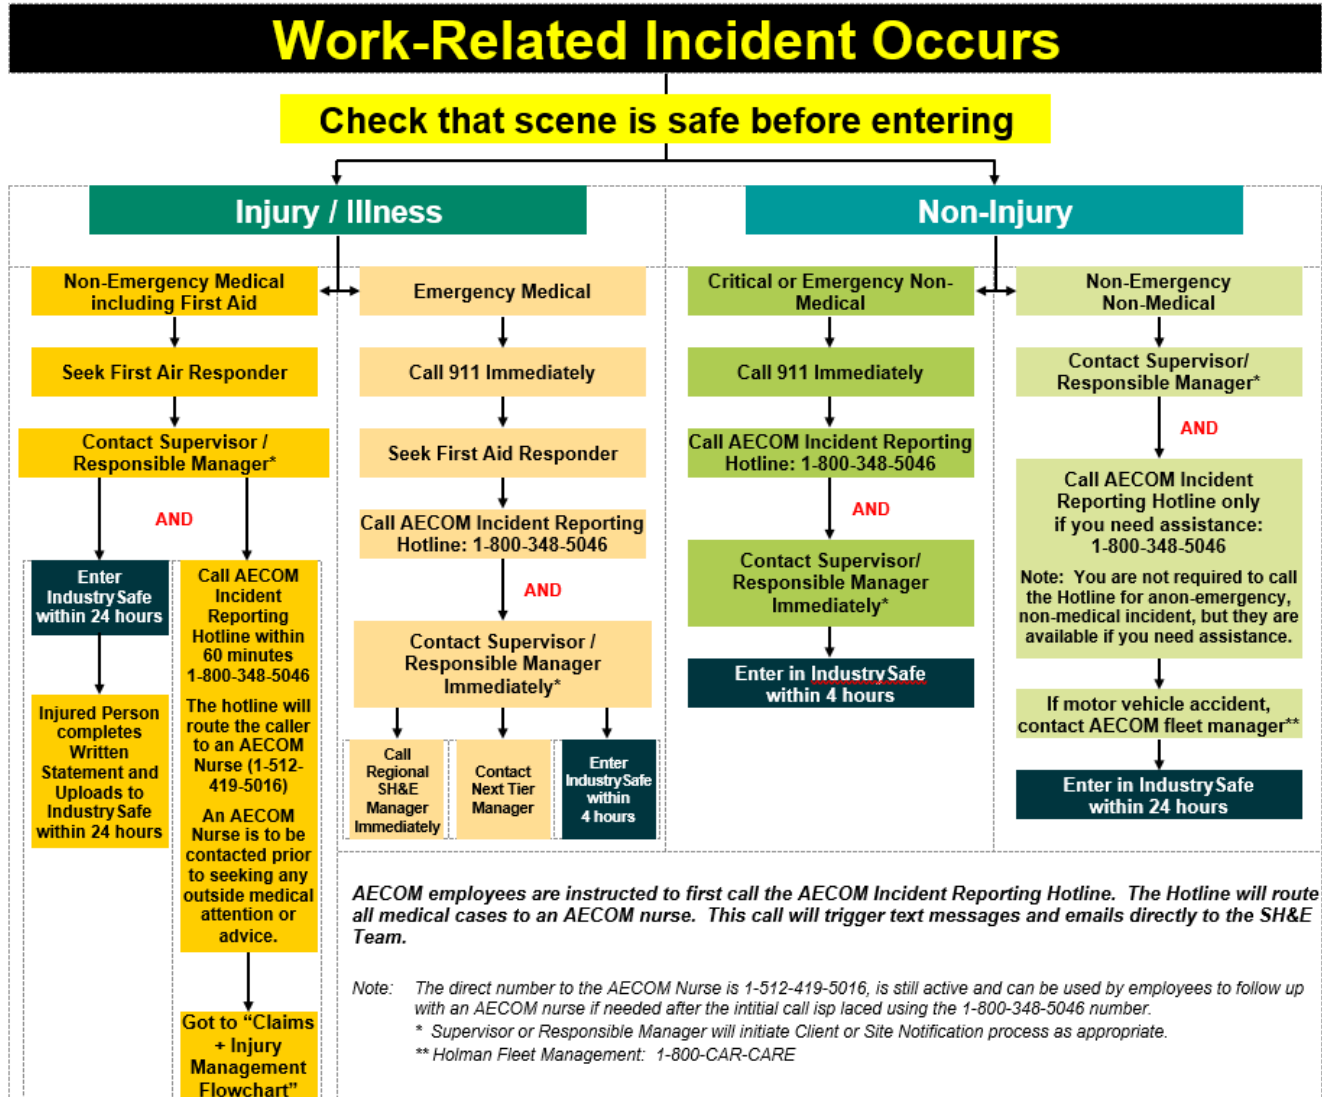 Work-Related Incident Occurs
Check that scene is safe before entering
Injury / Illness
Non-Emergency Medical
including First Aid
Seek First Air Responder
Contact Supervisor /
Responsible Manager*
AND
Enter
IndustrySafe
within 24 hours
Injured Person
completes
Written
Statement and
Uploads to
IndustrySafe
within 24 hours
Call AECOM
Incident
Reporting
Hotline within
60 minutes
1-800-348-5046
The hotline will
route the caller
to an AECOM
Nurse (1-512-
419-5016)
An AECOM
Nurse is to be
contacted prior
to seeking any
outside medical
attention or
advice.
Got to “Claims
+ Injury
Management
Flowchart”
Emergency Medical
Call 911 Immediately
Seek First Aid Responder
Call AECOM Incident Reporting
Hotline: 1-800-348-5046
AND
Contact Supervisor /
Responsible Manager
Immediately*
Call
Regional
SH&E
Manager
Immediately
Contact
Next Tier
Manager
Enter
IndustrySafe
within
4 hours
Non-Injury
Critical or Emergency Non-
Medical
Call 911 Immediately
Call AECOM Incident Reporting
Hotline: 1-800-348-5046
AND
Contact Supervisor/
Responsible Manager
Immediately*
Enter in IndustrySafe
within 4 hours
Non-Emergency
Non-Medical
Contact Supervisor/
Responsible Manager*
AND
Call AECOM Incident
Reporting Hotline only
if you need assistance:
1-800-348-5046
Note: You are not required to call
the Hotline for anon-emergency,
non-medical incident, but they are
available if you need assistance.
If motor vehicle accident,
contact AECOM fleet manager**
Enter in IndustrySafe
within 24 hours
AECOM employees are instructed to first call the AECOM Incident Reporting Hotline. The Hotline will route
all medical cases to an AECOM nurse. This call will trigger text messages and emails directly to the SH&E
Team.
Note: The direct number to the AECOM Nurse is 1-512-419-5016, is still active and can be used by employees to follow up
with an AECOM nurse if needed after the intitial call isp laced using the 1-800-348-5046 number.
* Supervisor or Responsible Manager will initiate Client or Site Notification process as appropriate.
** Holman Fleet Management: 1-800-CAR-CARE